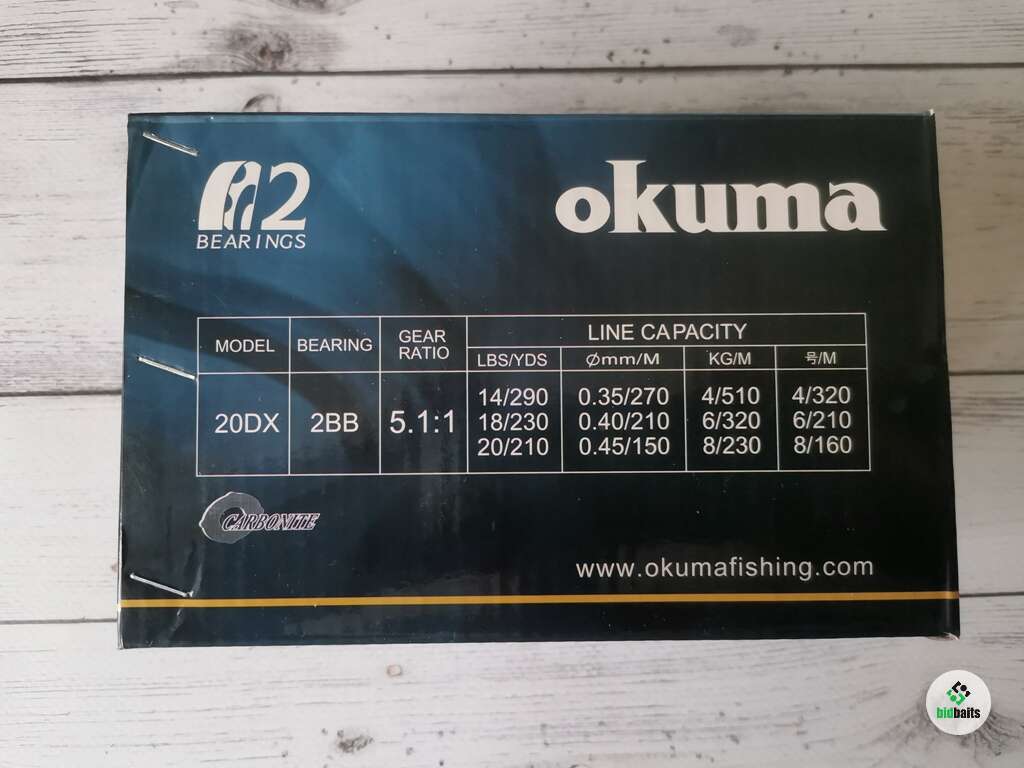 2
BEARINGS
okuma
MODEL BEARING GEAR RATIO LINE CAPACITY
LBS/YDS Ømm/M KG/M 号/M
20DX 2BB 5.1:1 14/290 0.35/270 4/510 4/320
18/230 0.40/210 6/320 6/210
20/210 0.45/150 8/230 8/160
CARBONITE
www.okumafishing.com
bidbaits